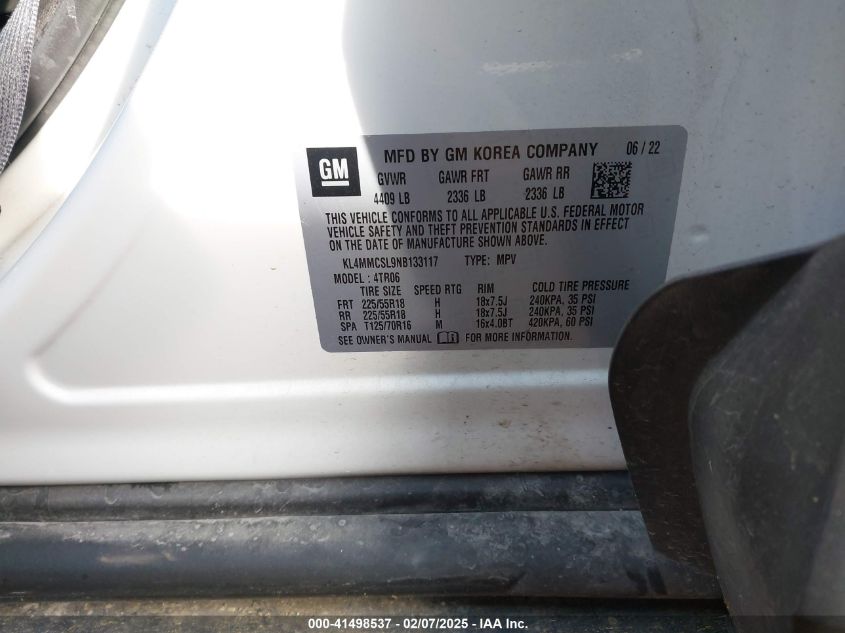 GM
MFD BY GM KOREA COMPANY 06 / 22
GVWR GAWR FRT GAWR RR
4409 LB 2336 LB 2336 LB
THIS VEHICLE CONFORMS TO ALL APPLICABLE U.S. FEDERAL MOTOR
VEHICLE SAFETY AND THEFT PREVENTION STANDARDS IN EFFECT
ON THE DATE OF MANUFACTURE SHOWN ABOVE.
KL4MMCSL9NB133117 TYPE: MPV
MODEL: 4TR06
TIRE SIZE SPEED RTG RIM COLD TIRE PRESSURE
FRT 225/55R18 H 18x7.5J 240KPA, 35 PSI
RR 225/55R18 H 18x7.5J 240KPA, 35 PSI
SPA T125/70R16 M 16x4.0BT 420KPA, 60 PSI
SEE OWNER'S MANUAL FOR MORE INFORMATION.
000-41498537 - 02/07/2025 - IAA Inc.